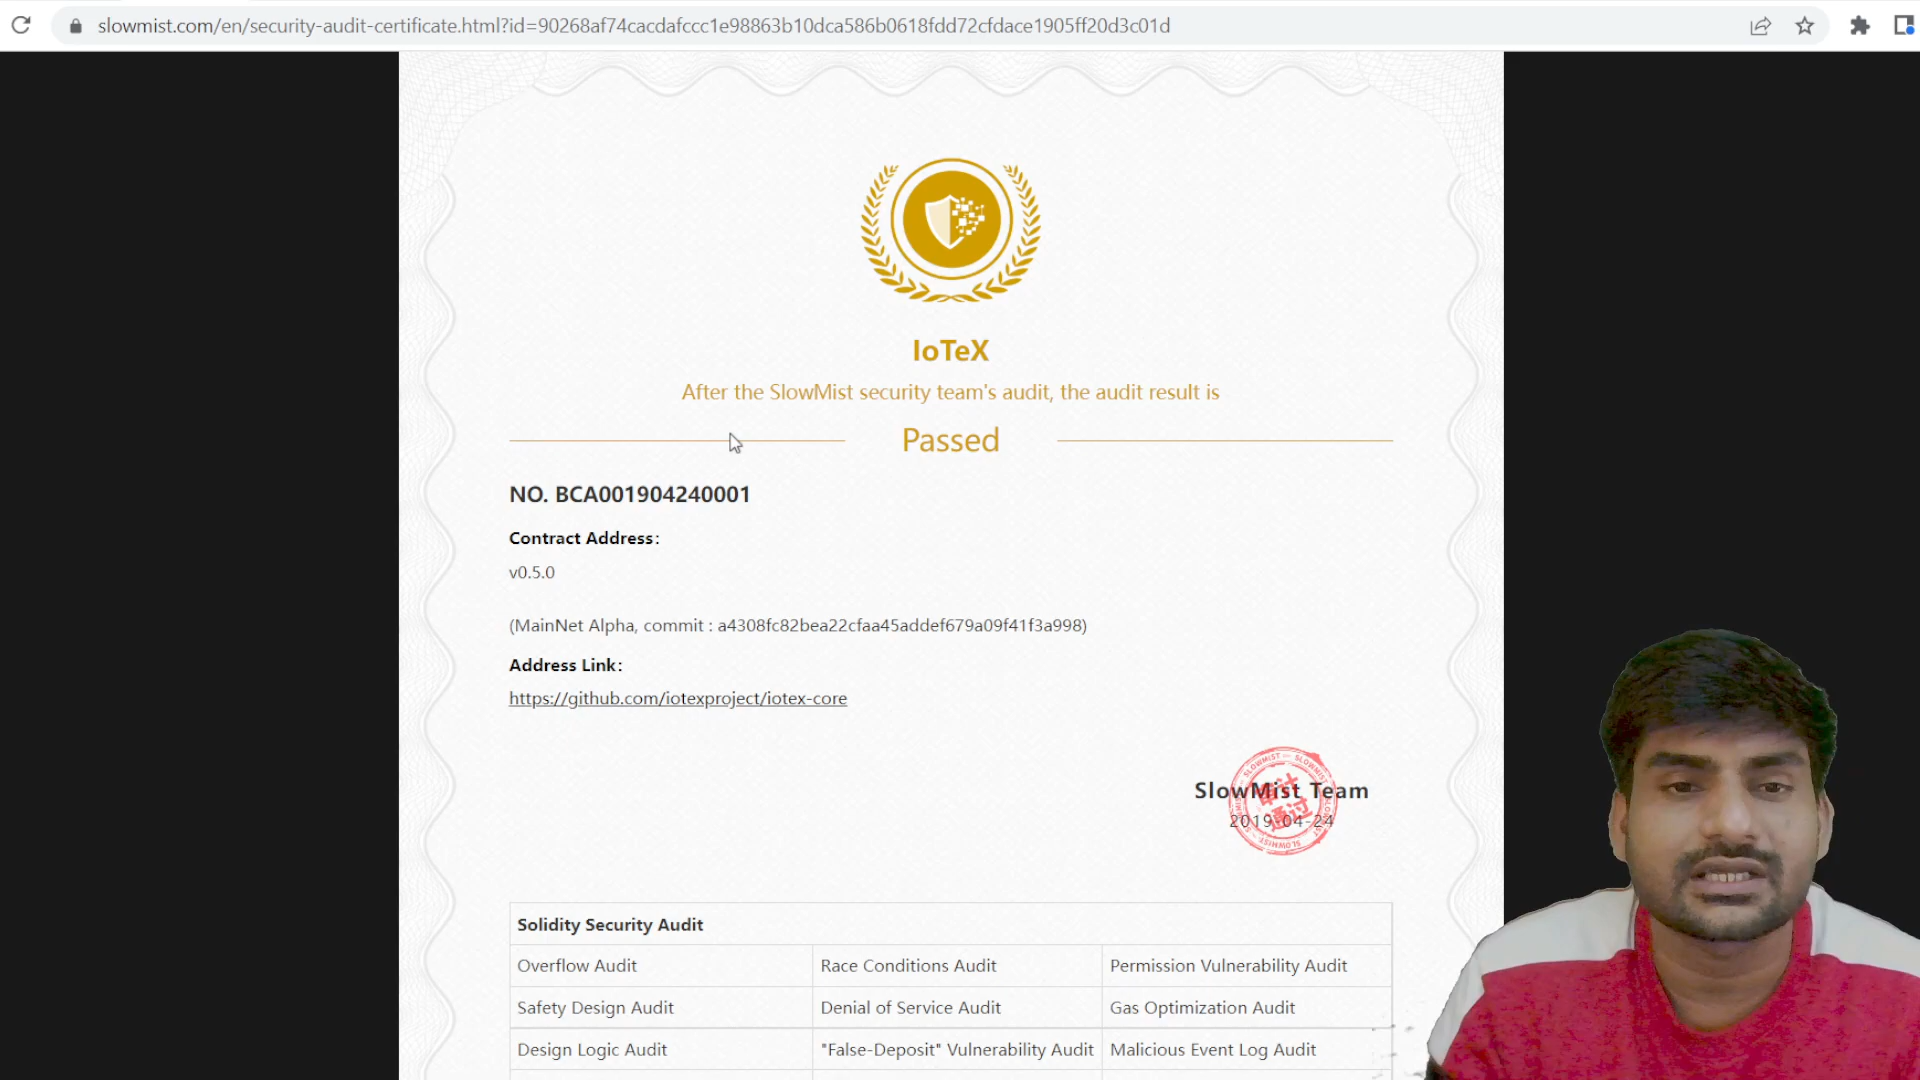 slowmist.com/en/security-audit-certificate.html?id=90268af74cacdafccc1e98863b10dca586b0618fdd72cfdace1905ff20d3c01d
IoTeX
After the SlowMist security team's audit, the audit result is
Passed
NO. BCA001904240001
Contract Address:
v0.5.0
(MainNet Alpha, commit : a4308fc82bea22cfaa45addef679a09f41f3a998)
Address Link:
https://github.com/iotexproject/iotex-core
SlowMist Team
2019-04-24
审计
通过
Solidity Security Audit
Overflow Audit Race Conditions Audit Permission Vulnerability Audit
Safety Design Audit Denial of Service Audit Gas Optimization Audit
Design Logic Audit "False-Deposit" Vulnerability Audit Malicious Event Log Audit